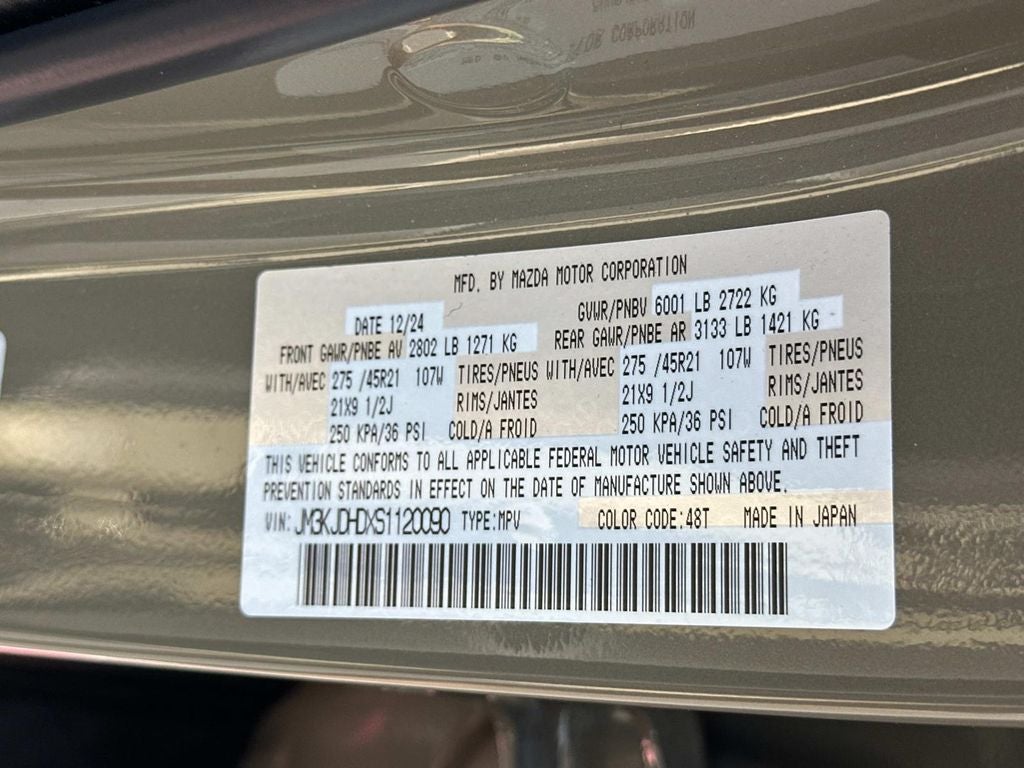 MFD. BY MAZDA MOTOR CORPORATION
DATE 12/24 GVWR/PNBV 6001 LB 2722 KG
FRONT GAWR/PNBE AV 2802 LB 1271 KG REAR GAWR/PNBE AR 3133 LB 1421 KG
WITH/AVEC 275 /45R21 107W TIRES/PNEUS WITH/AVEC 275 /45R21 107W TIRES/PNEUS
21X9 1/2J RIMS/JANTES 21X9 1/2J RIMS/JANTES
250 KPA/36 PSI COLD/A FROID 250 KPA/36 PSI COLD/A FROID
THIS VEHICLE CONFORMS TO ALL APPLICABLE FEDERAL MOTOR VEHICLE SAFETY AND THEFT
PREVENTION STANDARDS IN EFFECT ON THE DATE OF MANUFACTURE SHOWN ABOVE.
VIN: JM3KJDHDXS1120090 TYPE:MPV COLOR CODE:48T MADE IN JAPAN